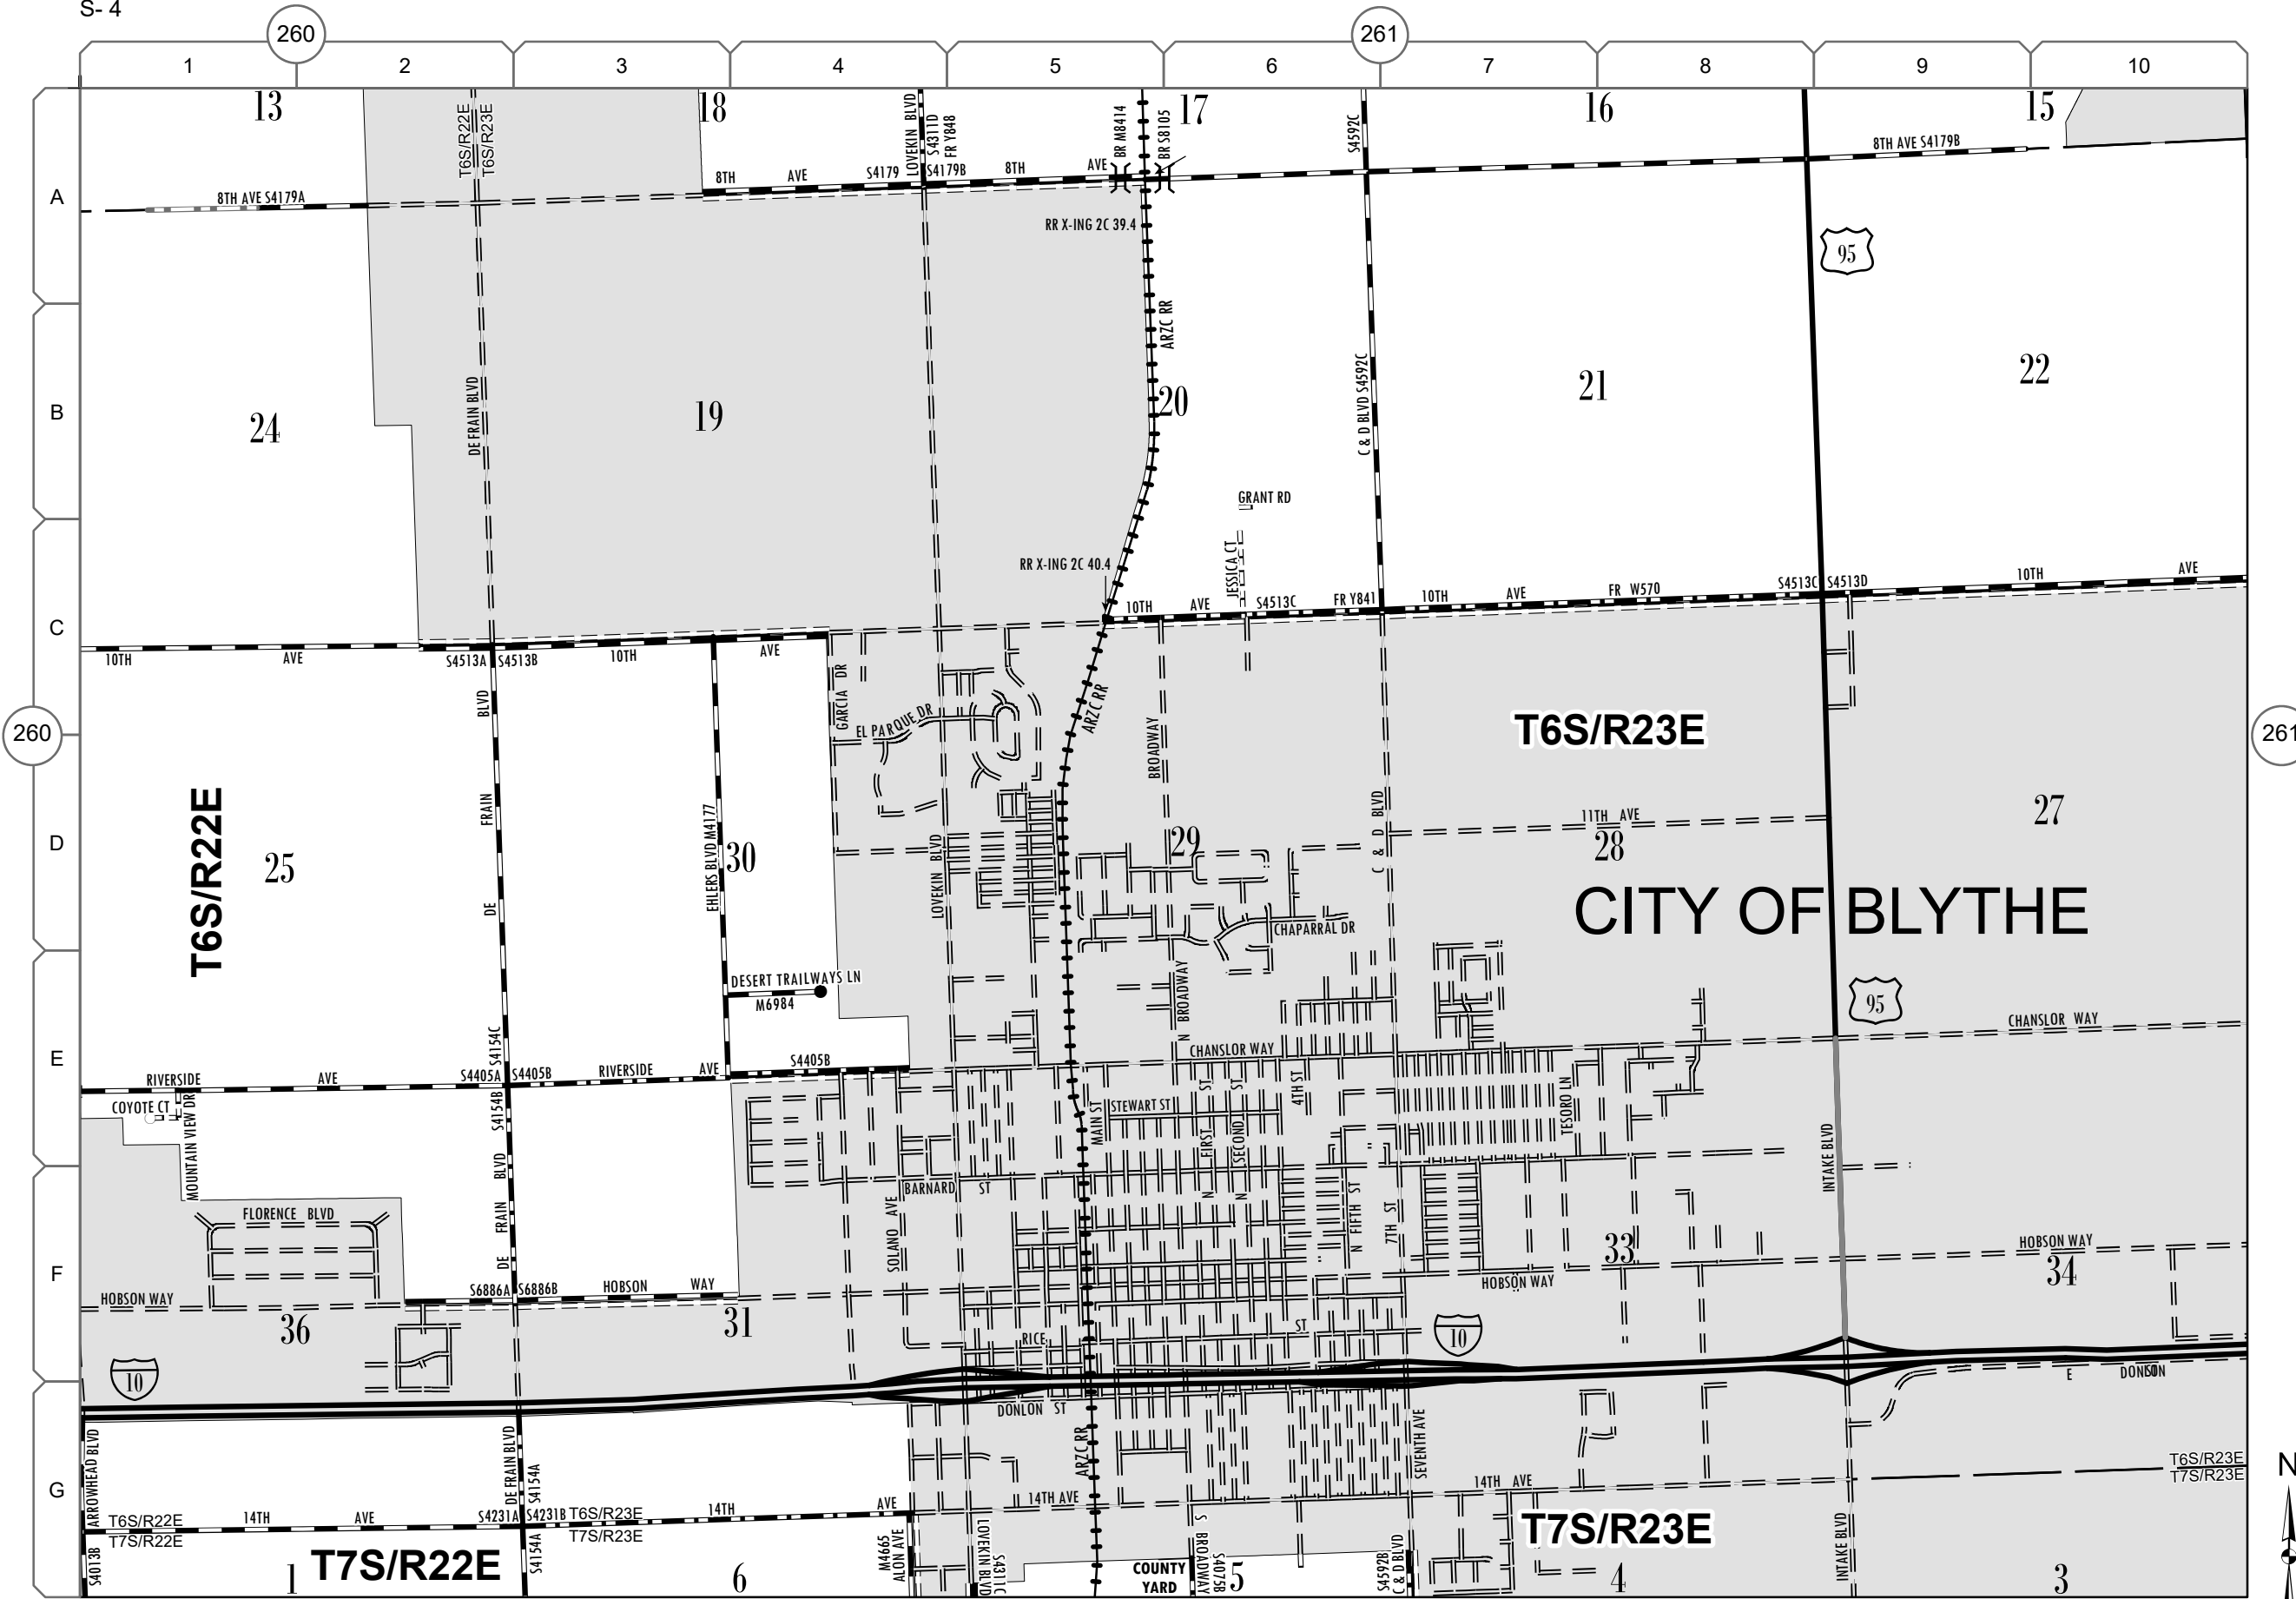 S- 4
260
261
1 2 3 4 5 6 7 8 9 10
13
18
17
16
15
T6S/R22E
T6S/R23E
LOVEKIN BLVD
S4311D
FR Y848
BR M8414
BR S8105
S4592C
A
8TH AVE S4179A
8TH AVE S4179
S4179B 8TH AVE
8TH AVE S4179B
RR X-ING 2C 39.4
95
ARZC RR
B
24
DE FRAIN BLVD
19
20
C & D BLVD S4592C
21
22
GRANT RD
JESSICA CT
RR X-ING 2C 40.4
C
10TH AVE
S4513A S4513B
10TH AVE
10TH AVE S4513C FR Y841
10TH AVE FR W570
S4513C S4513D
10TH AVE
GARCIA DR
EL PARQUE DR
ARZC RR
BROADWAY
T6S/R23E
260
261
D
T6S/R22E
25
DE FRAIN BLVD
EHLERS BLVD M4177
30
LOVEKIN BLVD
29
C & D BLVD
11TH AVE
28
27
CITY OF BLYTHE
CHAPARRAL DR
DESERT TRAILWAYS LN
M6984
N BROADWAY
95
CHANSLOR WAY
E
S4154C
RIVERSIDE AVE
S4405A S4405B
RIVERSIDE AVE
S4405B
CHANSLOR WAY
COYOTE CT
MOUNTAIN VIEW DR
S4154B
MAIN ST
STEWART ST
N FIRST ST
N SECOND ST
4TH ST
TESORO LN
INTAKE BLVD
BARNARD ST
F
FLORENCE BLVD
DE FRAIN BLVD
SOLANO AVE
N FIFTH ST
7TH ST
33
HOBSON WAY
34
HOBSON WAY
S6886A S6886B
HOBSON WAY
HOBSON WAY
36
31
RICE ST
10
10
E DONLON
DONLON ST
G
ARROWHEAD BLVD
DE FRAIN BLVD
S4154A
ARZC RR
SEVENTH AVE
T6S/R23E
T7S/R23E
N
T6S/R22E
T7S/R22E
14TH AVE
S4231A S4231B
T6S/R23E
T7S/R23E
14TH AVE
14TH AVE
14TH AVE
S4013B
1
T7S/R22E
S4154A
6
M4665
ALON AVE
LOVEKIN BLVD
S4311C
COUNTY
YARD
S BROADWAY
S4075B
5
S4592B
C & D BLVD
T7S/R23E
4
INTAKE BLVD
3